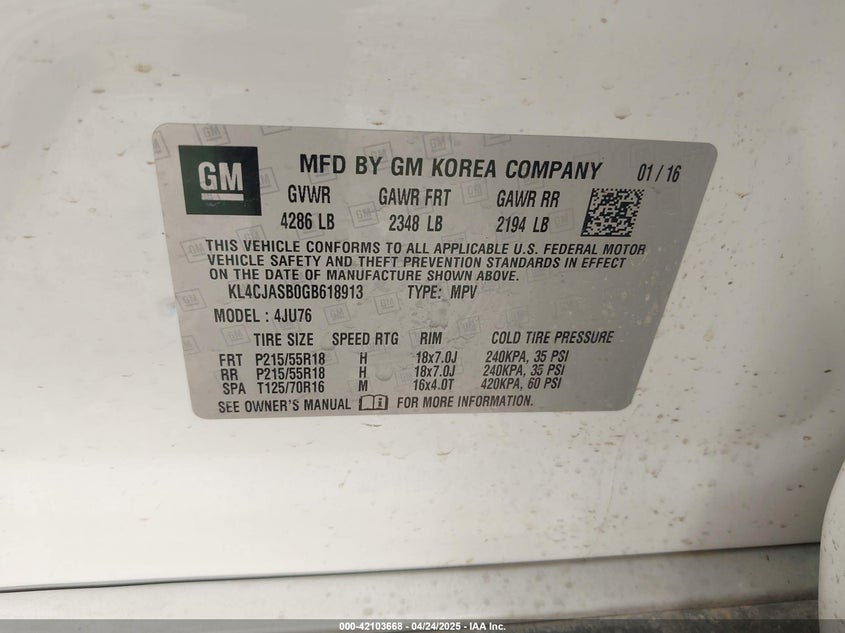 GM MFD BY GM KOREA COMPANY 01 / 16
GVWR GAWR FRT GAWR RR
4286 LB 2348 LB 2194 LB
THIS VEHICLE CONFORMS TO ALL APPLICABLE U.S. FEDERAL MOTOR
VEHICLE SAFETY AND THEFT PREVENTION STANDARDS IN EFFECT
ON THE DATE OF MANUFACTURE SHOWN ABOVE.
KL4CJASB0GB618913 TYPE: MPV
MODEL : 4JU76
TIRE SIZE SPEED RTG RIM COLD TIRE PRESSURE
FRT P215/55R18 H 18x7.0J 240KPA, 35 PSI
RR P215/55R18 H 18x7.0J 240KPA, 35 PSI
SPA T125/70R16 M 16x4.0T 420KPA, 60 PSI
SEE OWNER'S MANUAL FOR MORE INFORMATION.
000-42103668 - 04/24/2025 - IAA Inc.